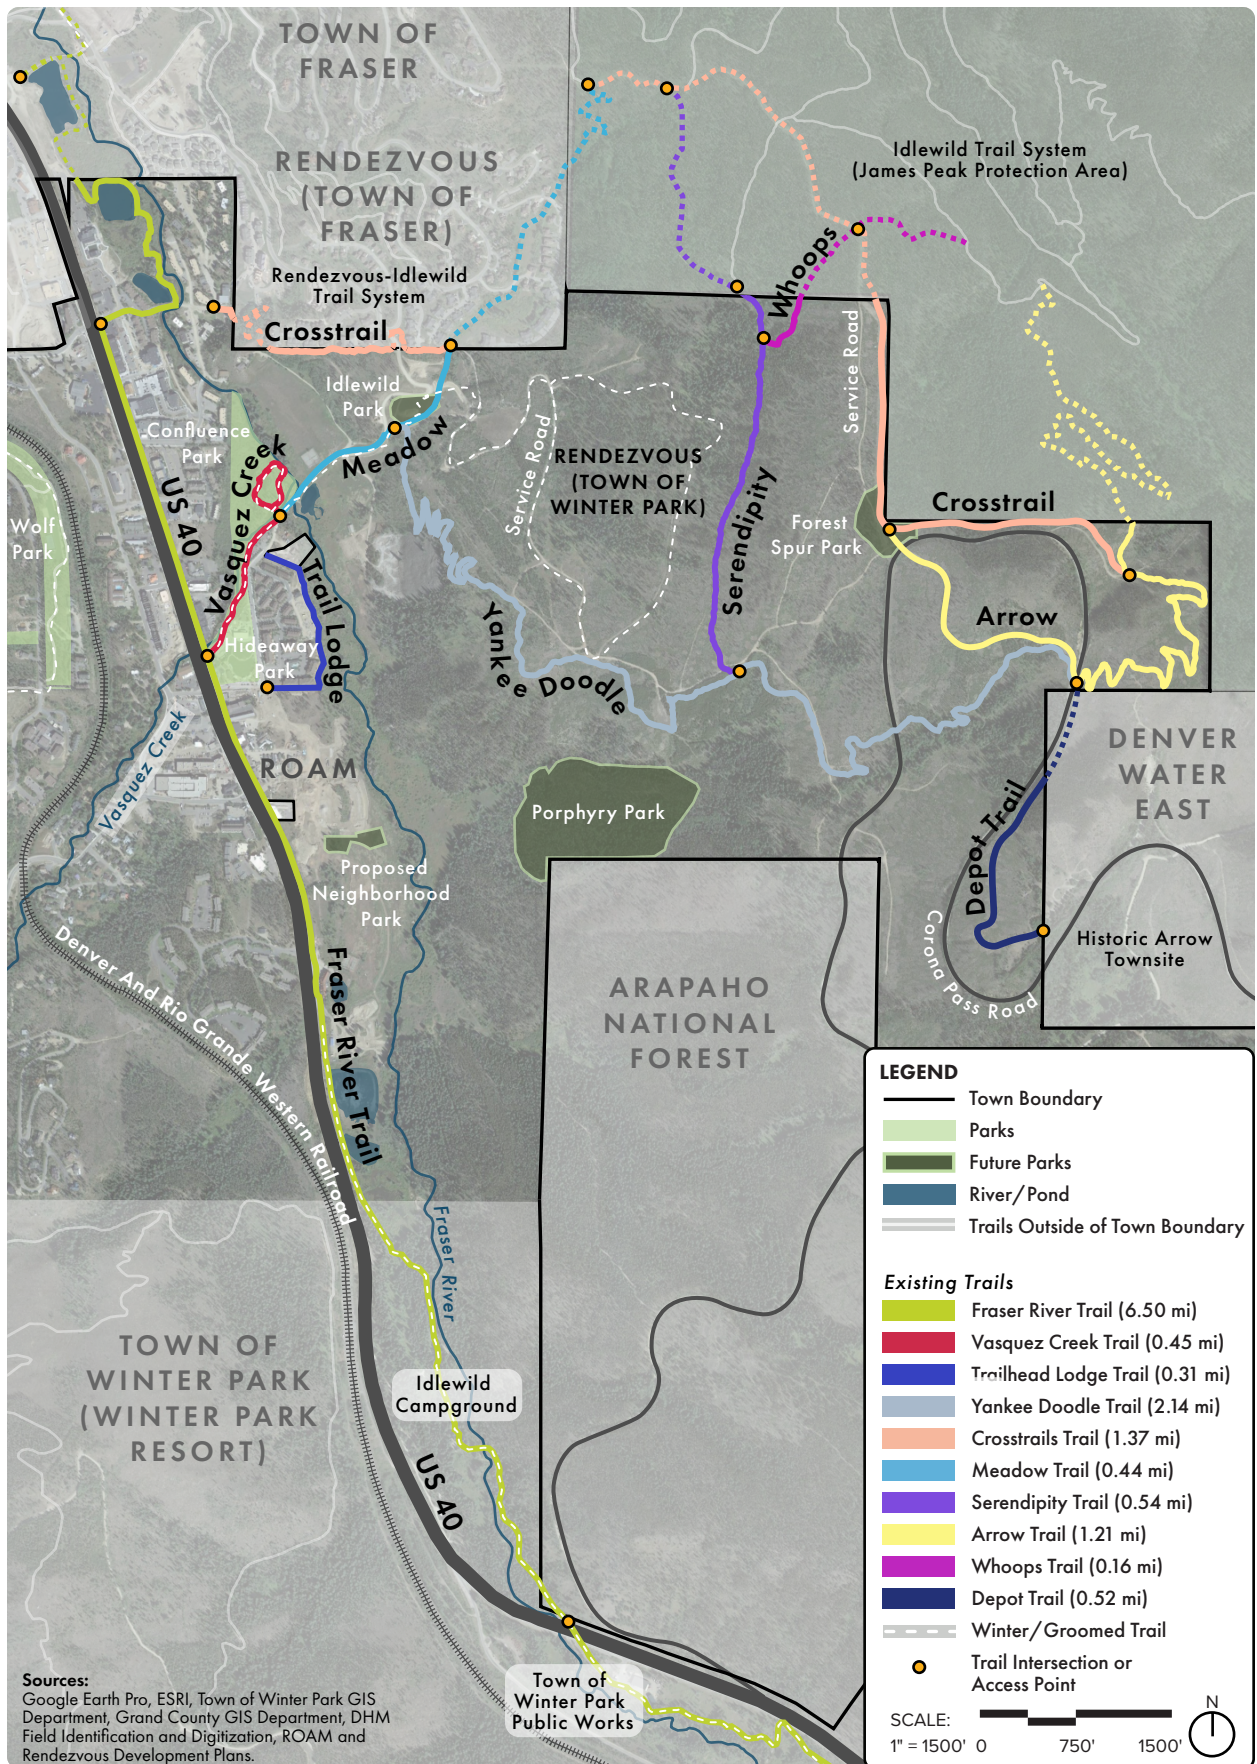 TOWN OF
FRASER
RENDEZVOUS
(TOWN OF
FRASER)
Rendezvous-Idlewild
Trail System
Idlewild Trail System
(James Peak Protection Area)
Whoops
Crosstrail
Idlewild
Park
Meadow
Service Road
Service Road
Confluence
Park
Vasquez Creek
US 40
Wolf
Park
RENDEZVOUS
(TOWN OF
WINTER PARK)
Serendipity
Forest
Spur Park
Crosstrail
Arrow
Trail Lodge
Hideaway
Park
Yankee Doodle
Vasquez Creek
ROAM
DENVER
WATER
EAST
Porphyry Park
Proposed
Neighborhood
Park
Depot Trail
Historic Arrow
Townsite
Corona Pass Road
Denver And Rio Grande Western Railroad
Fraser River Trail
ARAPAHO
NATIONAL
FOREST
Fraser River
TOWN OF
WINTER PARK
(WINTER PARK
RESORT)
Idlewild
Campground
US 40
Town of
Winter Park
Public Works
Sources:
Google Earth Pro, ESRI, Town of Winter Park GIS
Department, Grand County GIS Department, DHM
Field Identification and Digitization, ROAM and
Rendezvous Development Plans.
LEGEND
Town Boundary
Parks
Future Parks
River/Pond
Trails Outside of Town Boundary
Existing Trails
Fraser River Trail (6.50 mi)
Vasquez Creek Trail (0.45 mi)
Trailhead Lodge Trail (0.31 mi)
Yankee Doodle Trail (2.14 mi)
Crosstrails Trail (1.37 mi)
Meadow Trail (0.44 mi)
Serendipity Trail (0.54 mi)
Arrow Trail (1.21 mi)
Whoops Trail (0.16 mi)
Depot Trail (0.52 mi)
Winter/Groomed Trail
Trail Intersection or
Access Point
SCALE:
1" = 1500' 0 750' 1500'
N